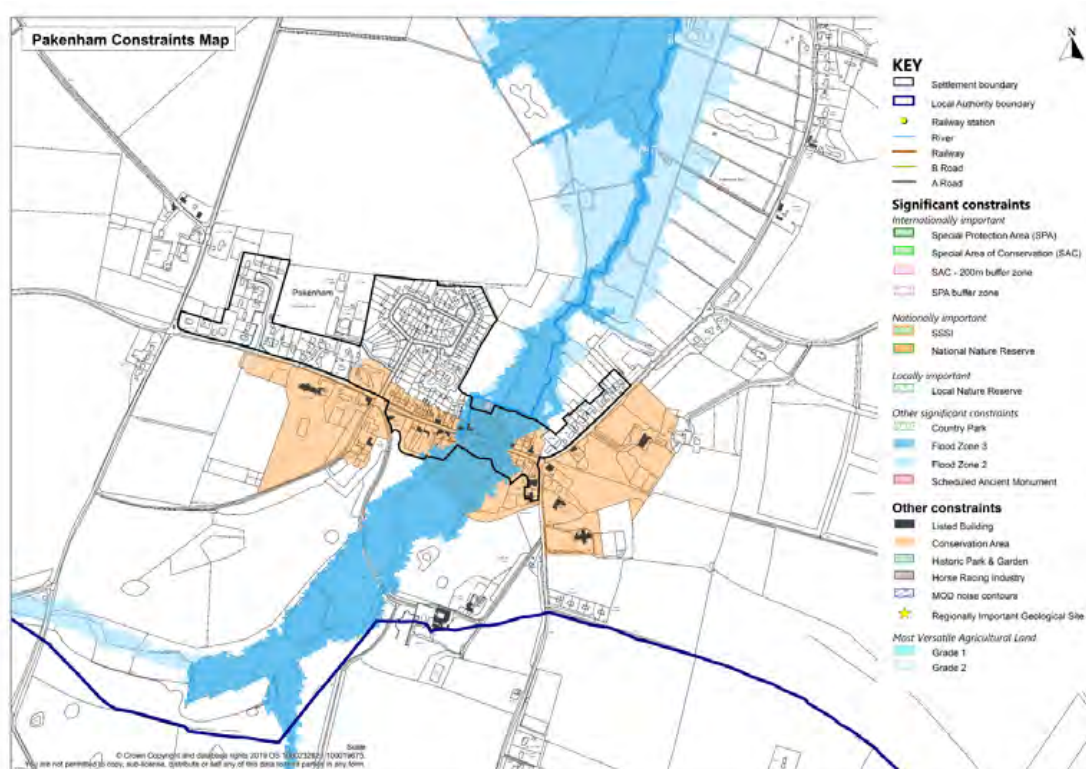 Pakenham Constraints Map
N
KEY
Settlement boundary
Local Authority boundary
Railway station
River
Railway
B Road
A Road
Significant constraints
Internationally important
Special Protection Area (SPA)
Special Area of Conservation (SAC)
SAC - 200m buffer zone
SPA buffer zone
Nationally important
SSSI
National Nature Reserve
Locally important
Local Nature Reserve
Other significant constraints
Country Park
Flood Zone 3
Flood Zone 2
Scheduled Ancient Monument
Other constraints
Listed Building
Conservation Area
Historic Park & Garden
Horse Racing Industry
MOD noise contours
Regionally Important Geological Site
Most Versatile Agricultural Land
Grade 1
Grade 2
Pakenham
© Crown Copyright and database rights 2019 OS
You are not permitted to copy, sub-license, distribute or sell any of this data to third parties in any form.